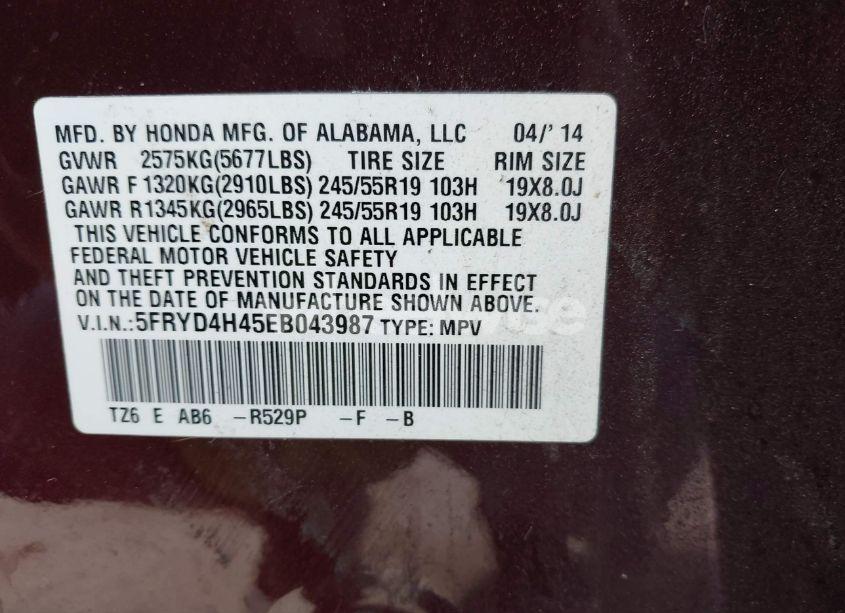 MFD. BY HONDA MFG. OF ALABAMA, LLC 04/' 14
GVWR 2575KG(5677LBS) TIRE SIZE RIM SIZE
GAWR F 1320KG(2910LBS) 245/55R19 103H 19X8.0J
GAWR R1345KG(2965LBS) 245/55R19 103H 19X8.0J
THIS VEHICLE CONFORMS TO ALL APPLICABLE
FEDERAL MOTOR VEHICLE SAFETY
AND THEFT PREVENTION STANDARDS IN EFFECT
ON THE DATE OF MANUFACTURE SHOWN ABOVE.
V.I.N.:5FRYD4H45EB043987 TYPE: MPV
TZ6 E AB6 -R529P -F -B